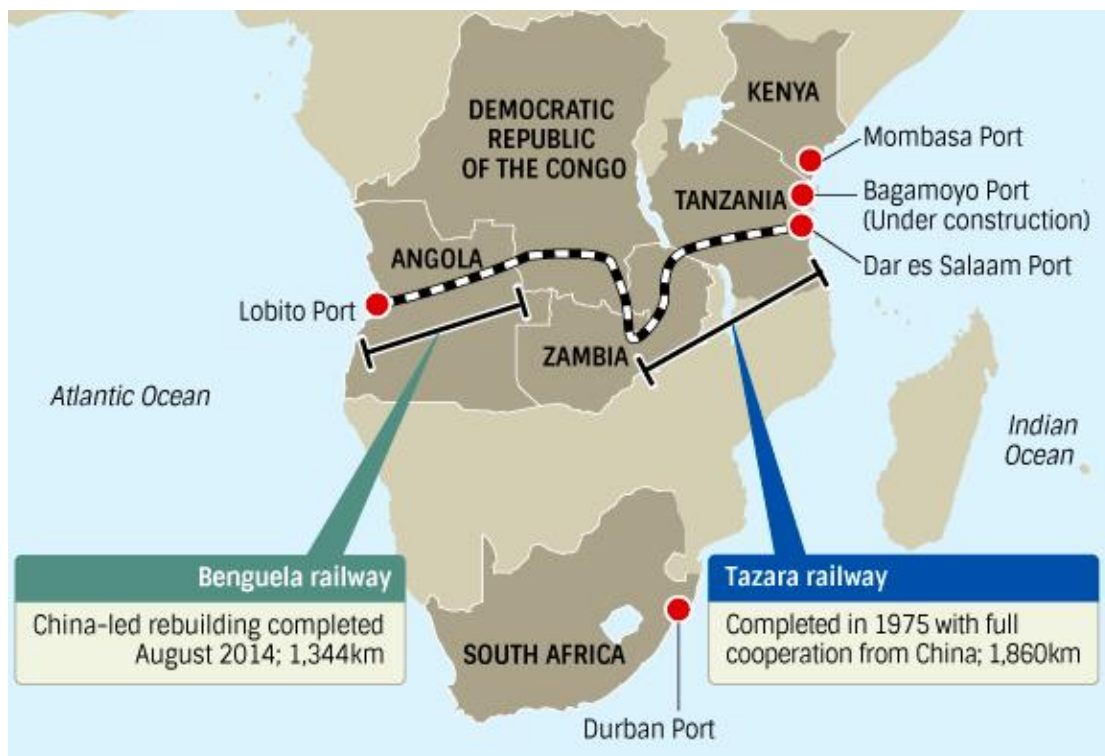 DEMOCRATIC
REPUBLIC
OF THE CONGO
KENYA
Mombasa Port
TANZANIA
Bagamoyo Port
(Under construction)
ANGOLA
Dar es Salaam Port
Lobito Port
ZAMBIA
Atlantic Ocean
Indian
Ocean
Benguela railway
China-led rebuilding completed
August 2014; 1,344km
Tazara railway
Completed in 1975 with full
cooperation from China; 1,860km
SOUTH AFRICA
Durban Port